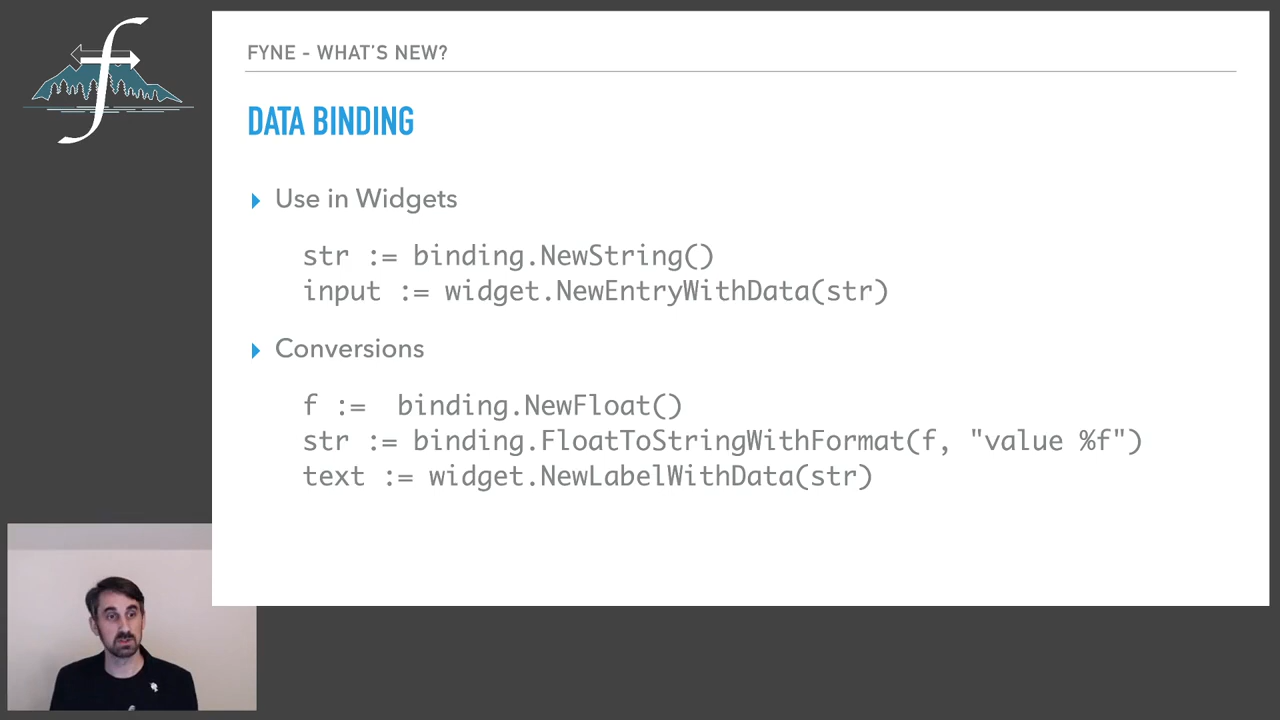 f
FYNE - WHAT'S NEW?
DATA BINDING
Use in Widgets
str := binding.NewString()
input := widget.NewEntryWithData(str)
Conversions
f :=  binding.NewFloat()
str := binding.FloatToStringWithFormat(f, "value %f")
text := widget.NewLabelWithData(str)